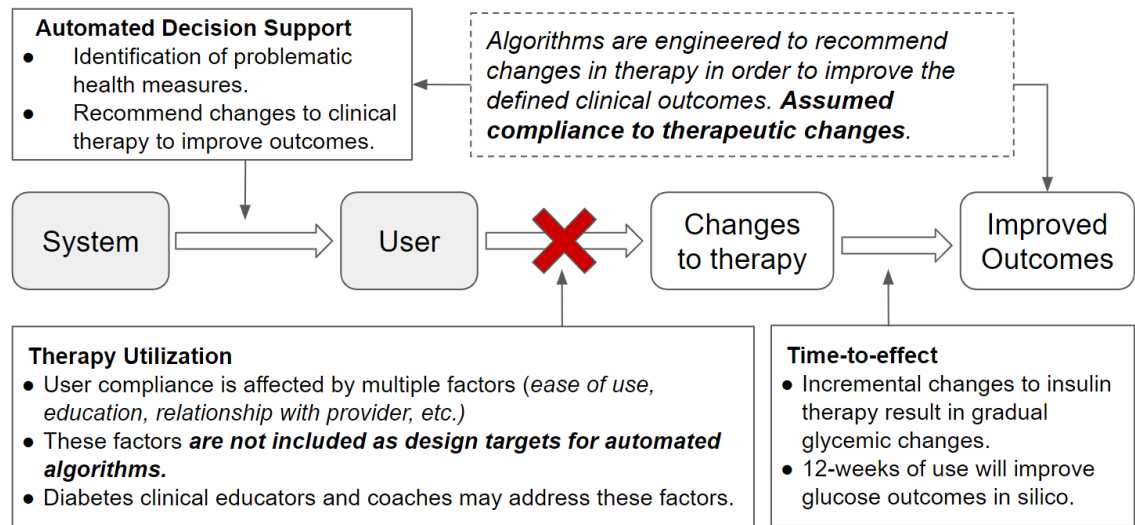 Automated Decision Support
● Identification of problematic
health measures.
● Recommend changes to clinical
therapy to improve outcomes.
Algorithms are engineered to recommend
changes in therapy in order to improve the
defined clinical outcomes. Assumed
compliance to therapeutic changes.
System
User
Changes
to therapy
Improved
Outcomes
Therapy Utilization
● User compliance is affected by multiple factors (ease of use,
education, relationship with provider, etc.)
● These factors are not included as design targets for automated
algorithms.
● Diabetes clinical educators and coaches may address these factors.
Time-to-effect
● Incremental changes to insulin
therapy result in gradual
glycemic changes.
● 12-weeks of use will improve
glucose outcomes in silico.